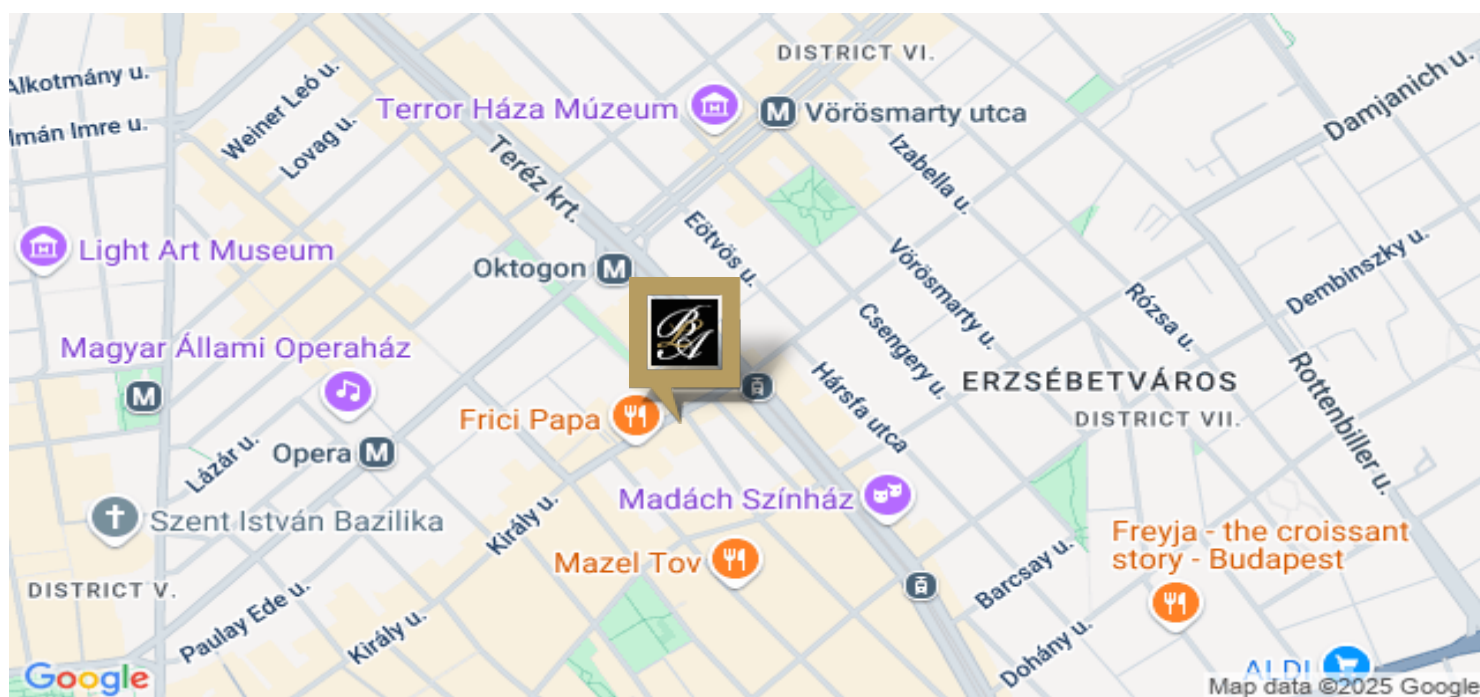 DISTRICT VI.
Alkotmány u.
Weiner Leó u.
Damjanich u.
Terror Háza Múzeum
M Vörösmarty utca
Imán Imre u.
Lovag u.
Teréz krt.
Izabella u.
Light Art Museum
Oktogon M
Eötvös u.
Vörösmarty u.
Rózsa u.
Dembinszky u.
BLA
Csengery u.
Magyar Állami Operaház
M
ERZSÉBETVÁROS
DISTRICT VII.
Hársfa utca
Rottenbiller u.
Frici Papa
Opera M
Lázár u.
Madách Színház
Szent István Bazilika
Király u.
Mazel Tov
Freyja - the croissant
story - Budapest
Barcsay u.
DISTRICT V.
Paulay Ede u.
Király u.
Dohány u.
ALDI
Google
Map data ©2025 Google